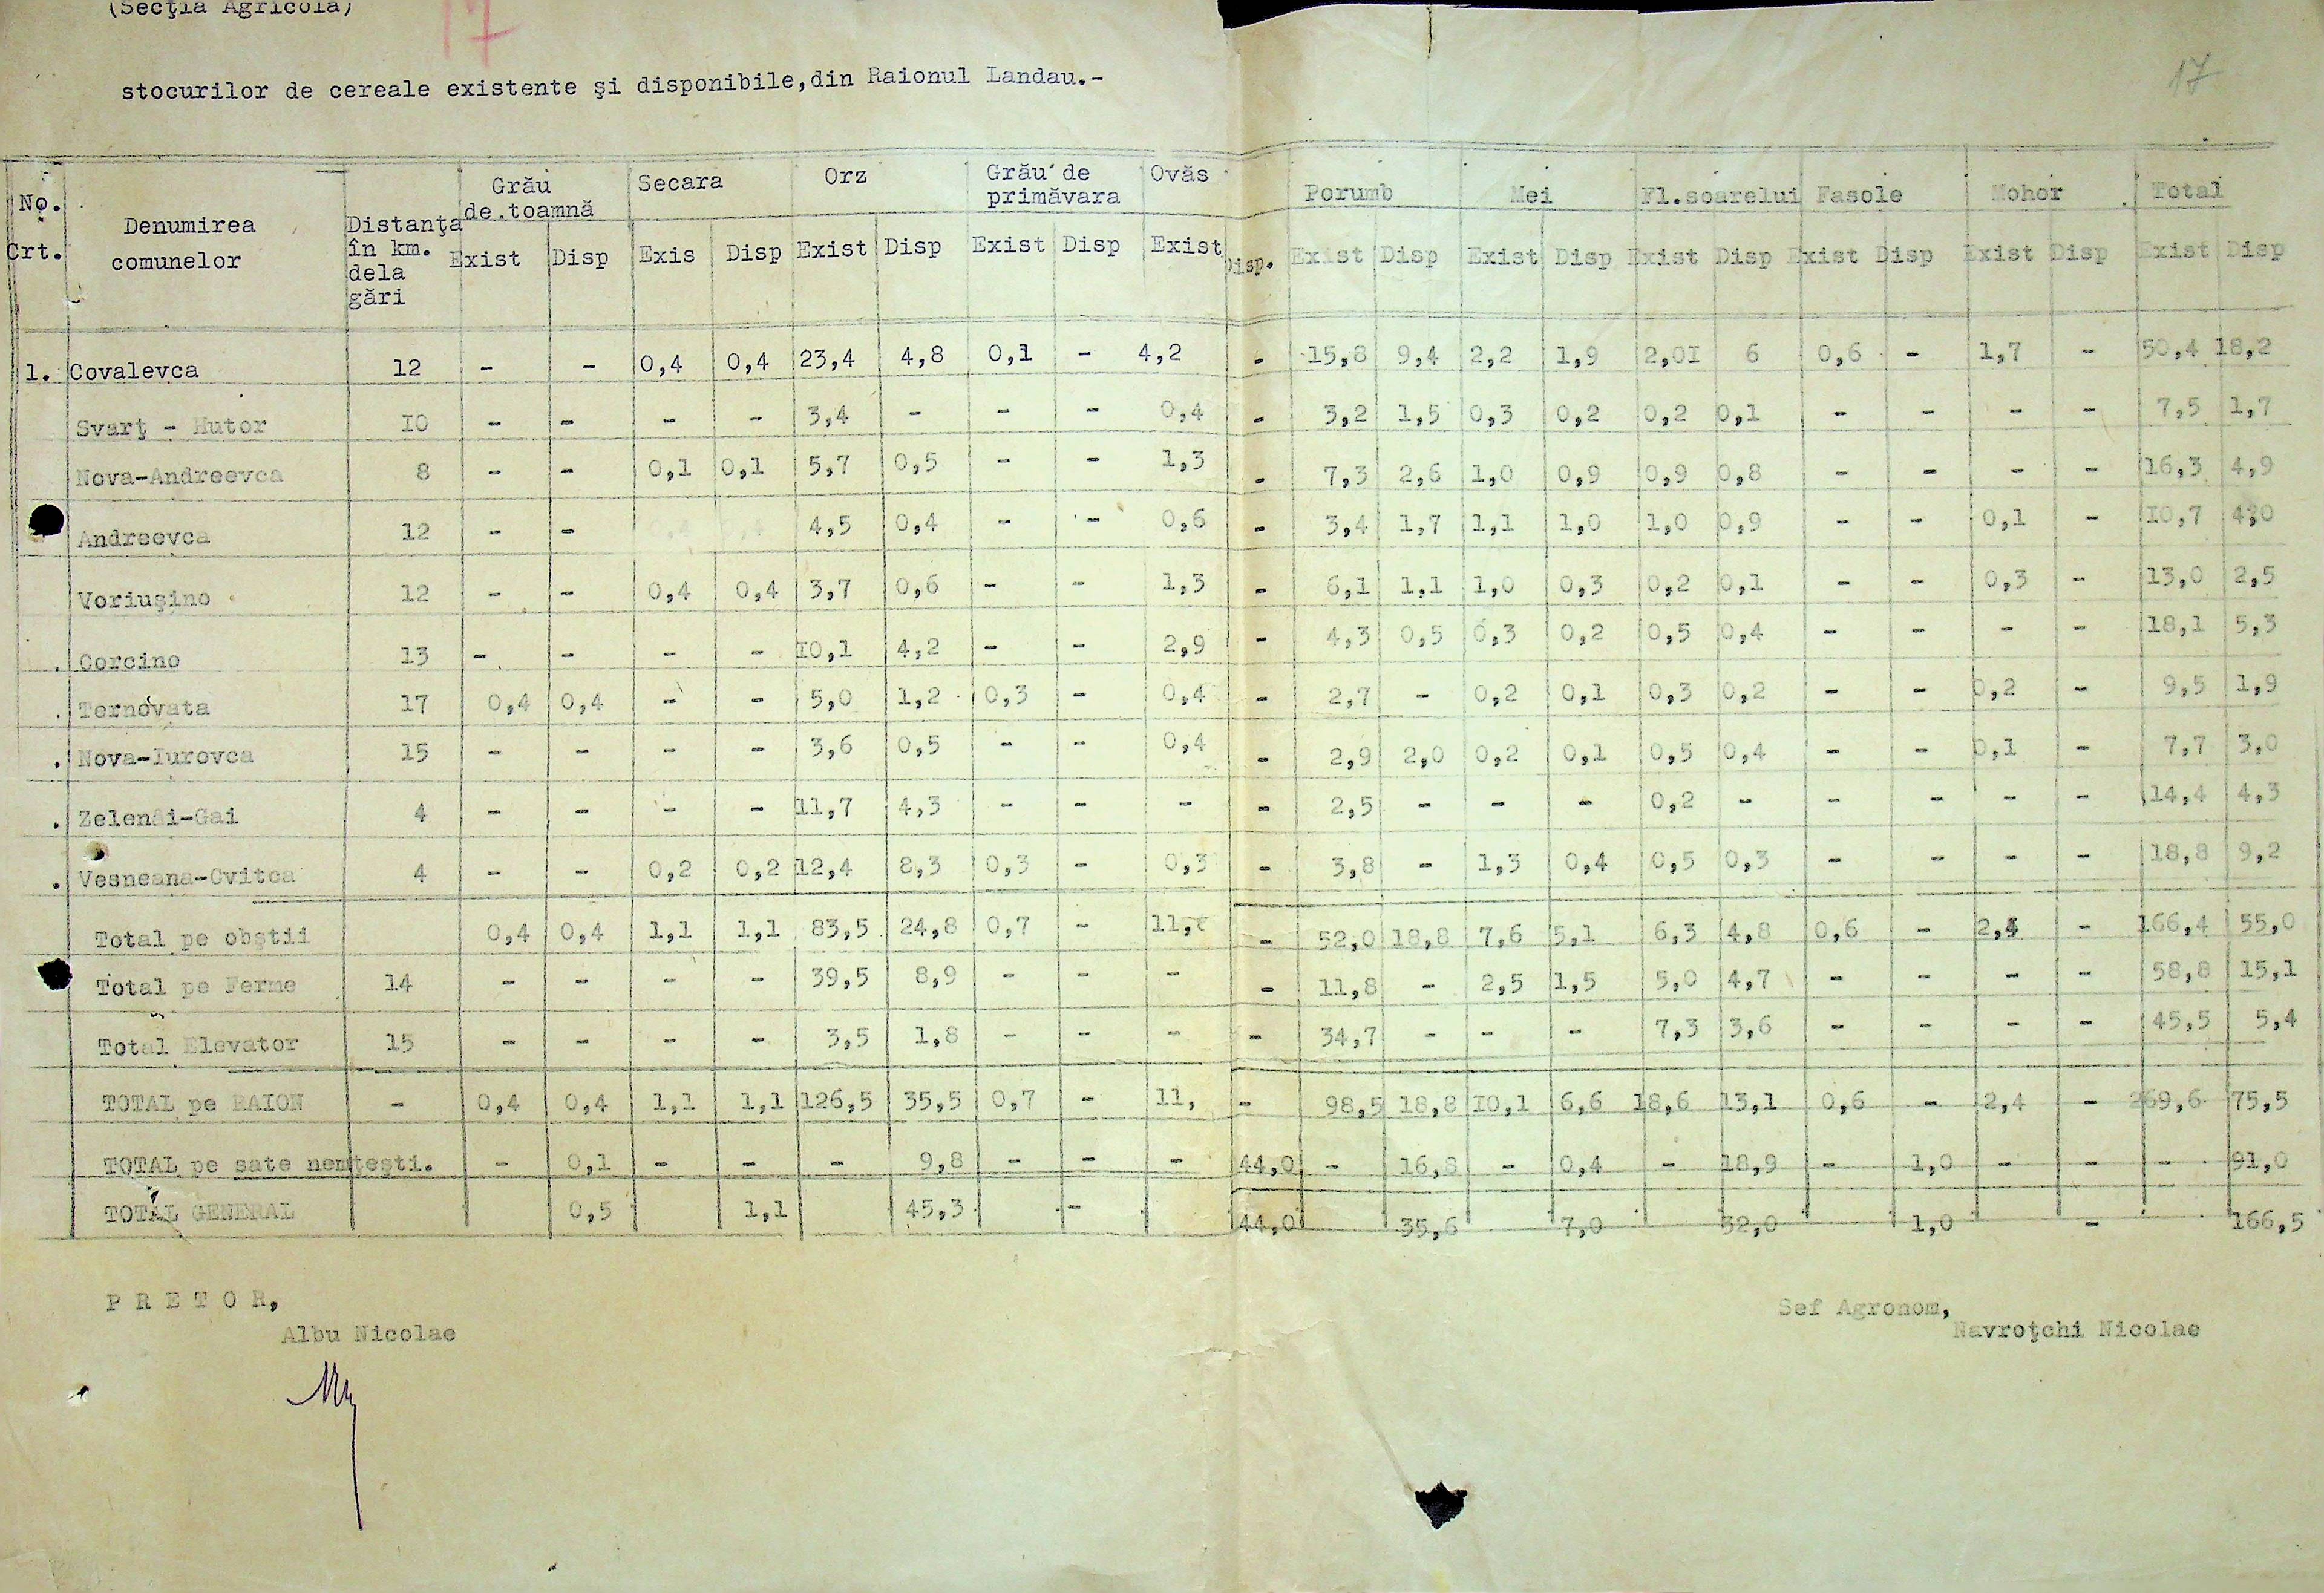 (Secţia Agricola)
17
17
stocurilor de cereale existente şi disponibile,din Raionul Landau.-
No. Crt. Denumirea comunelor Distanţa în km. dela gări Grău de toamnă Secara Orz Grău de primăvara Ovăs Porumb Mei Fl.soarelui Fasole Mohor Total
Exist Disp Exis Disp Exist Disp Exist Disp Exist Disp. Exist Disp Exist Disp Exist Disp Exist Disp Exist Disp Exist Disp
1. Covalevca 12 - - 0,4 0,4 23,4 4,8 0,1 - 4,2 - 15,8 9,4 2,2 1,9 2,0I 6 0,6 - 1,7 - 50,4 18,2
Svarţ - Hutor I0 - - - - 3,4 - - - 0,4 - 3,2 1,5 0,3 0,2 0,2 0,1 - - - - 7,5 1,7
Nova-Andreevca 8 - - 0,1 0,1 5,7 0,5 - - 1,3 - 7,3 2,6 1,0 0,9 0,9 0,8 - - - - 16,3 4,9
Andreevca 12 - - 4,5 0,4 - - 0,6 - 3,4 1,7 1,1 1,0 1,0 0,9 - - 0,1 - I0,7 4,0
Voriuşino 12 - - 0,4 0,4 3,7 0,6 - - 1,3 - 6,1 1,1 1,0 0,3 0,2 0,1 - - 0,3 - 13,0 2,5
. Corcino 13 - - - - I0,1 4,2 - - 2,9 - 4,3 0,5 0,3 0,2 0,5 0,4 - - - - 18,1 5,3
. Ternovata 17 0,4 0,4 - - 5,0 1,2 0,3 - 0,4 - 2,7 - 0,2 0,1 0,3 0,2 - - 0,2 - 9,5 1,9
. Nova-Iurovca 15 - - - - 3,6 0,5 - - 0,4 - 2,9 2,0 0,2 0,1 0,5 0,4 - - 0,1 - 7,7 3,0
. Zelenâi-Gai 4 - - - - 11,7 4,3 - - - - 2,5 - - - 0,2 - - - - - 14,4 4,3
. Vesneana-Cvitca 4 - - 0,2 0,2 12,4 8,3 0,3 - 0,3 - 3,8 - 1,3 0,4 0,5 0,3 - - - - 18,8 9,2
Total pe obştii 0,4 0,4 1,1 1,1 83,5 24,8 0,7 - - 52,0 18,8 7,6 5,1 6,3 4,8 0,6 - 2,4 - 166,4 55,0
Total pe Ferme 14 - - - - 39,5 8,9 - - - - 11,8 - 2,5 1,5 5,0 4,7 - - - - 58,8 15,1
Total Elevator 15 - - - - 3,5 1,8 - - - - 34,7 - - - 7,3 3,6 - - - - 45,5 5,4
TOTAL pe RAION - 0,4 0,4 1,1 1,1 126,5 35,5 0,7 - 11, - 98,5 18,8 I0,1 6,6 18,6 13,1 0,6 - 2,4 - 269,6 75,5
TOTAL pe sate nemţeşti. - 0,1 - - - 9,8 - - - 44,0 - 16,8 - 0,4 - 18,9 - 1,0 - - - 91,0
TOTAL GENERAL 0,5 1,1 45,3 - 44,0 35,6 7,0 32,0 1,0 - 166,5
P R E T O R,
Albu Nicolae
Sef Agronom,
Navroţchi Nicolae